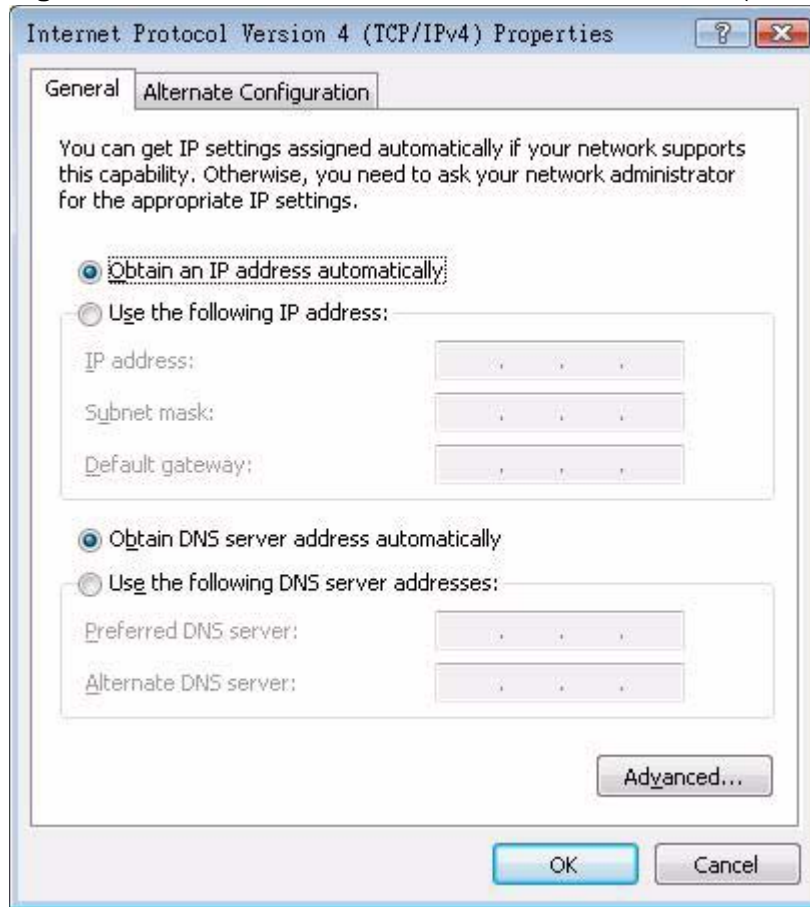 Internet Protocol Version 4 (TCP/IPv4) Properties
General
Alternate Configuration
You can get IP settings assigned automatically if your network supports
this capability. Otherwise, you need to ask your network administrator
for the appropriate IP settings.
Obtain an IP address automatically
Use the following IP address:
IP address:
Subnet mask:
Default gateway:
Obtain DNS server address automatically
Use the following DNS server addresses:
Preferred DNS server:
Alternate DNS server:
Advanced...
OK
Cancel